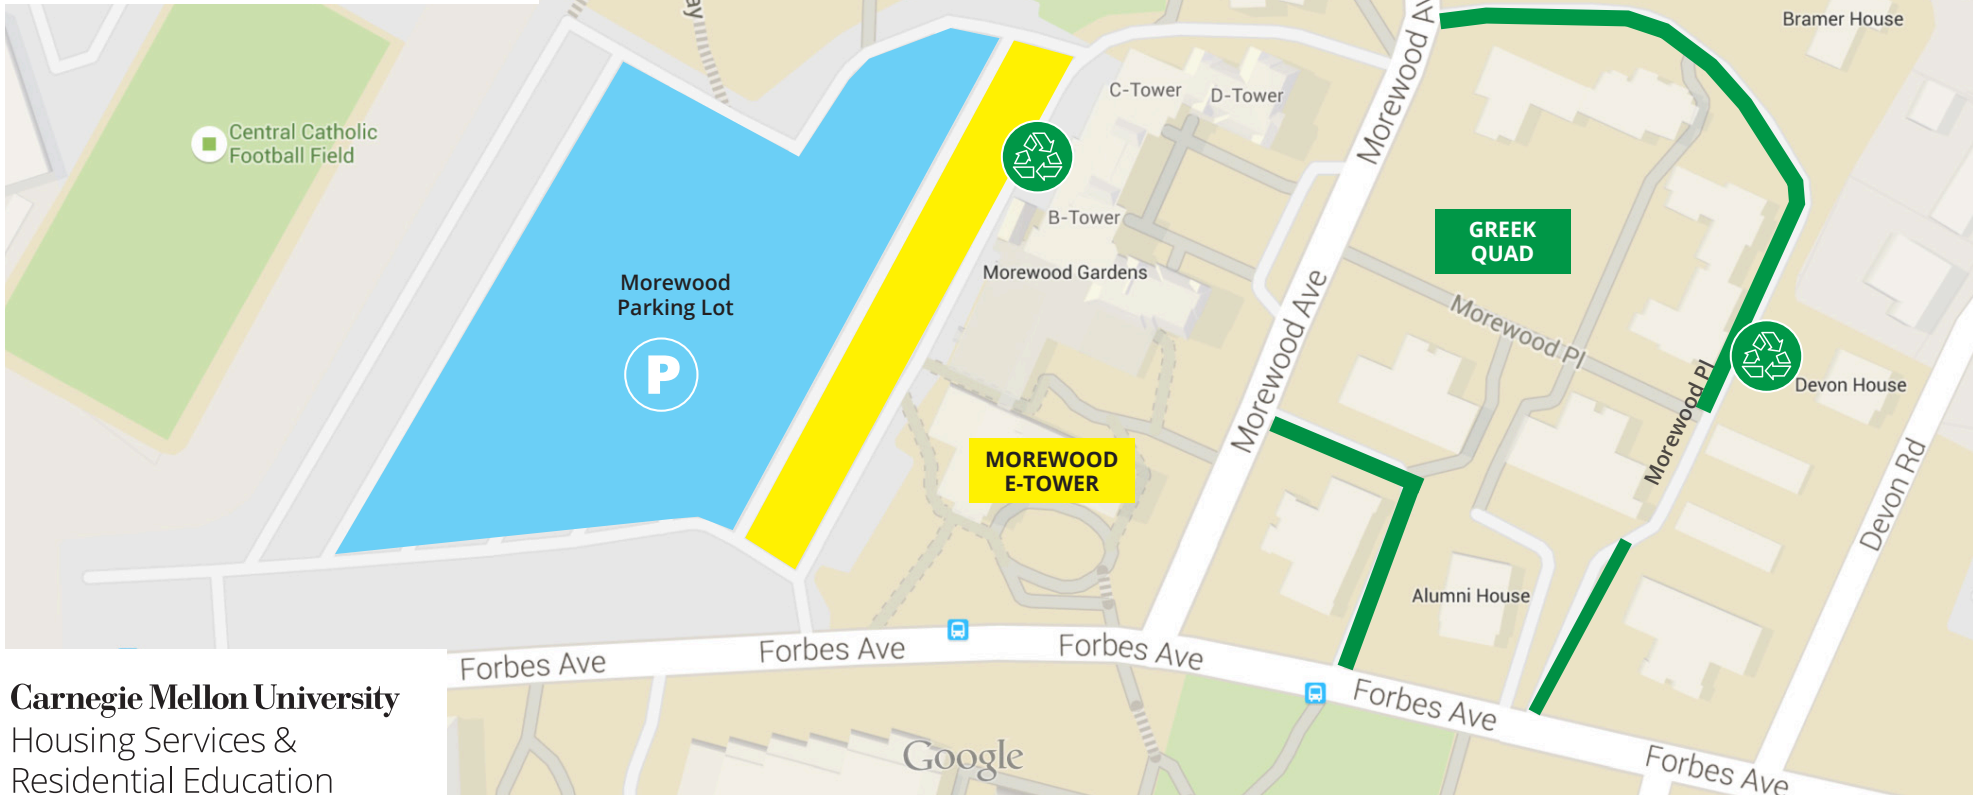 ay
Morewood Av
Bramer House
Central Catholic
Football Field
C-Tower
D-Tower
B-Tower
Morewood Gardens
GREEK
QUAD
Morewood
Parking Lot
P
Morewood Ave
Morewood Pl
Morewood Pl
Devon House
MOREWOOD
E-TOWER
Devon Rd
Alumni House
Forbes Ave
Forbes Ave
Forbes Ave
Forbes Ave
Forbes Ave
Google
Carnegie Mellon University
Housing Services &
Residential Education